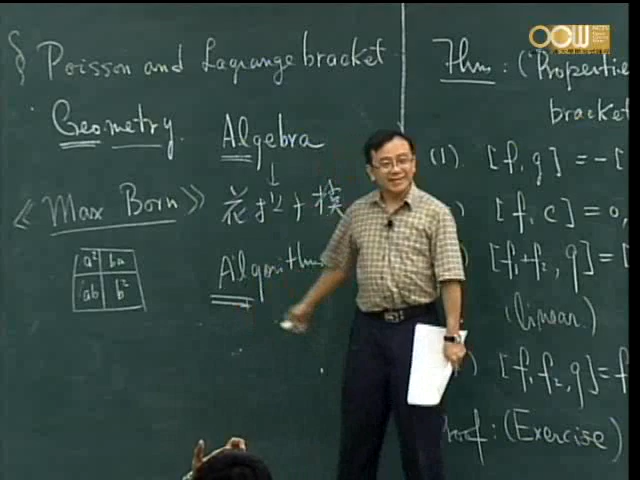 § Poisson and Lagrange bracket
Geometry. Algebra
↓
《Max Born》 花拉子模
Algorithm
a² ba
ab b²
Thm: (Propertie
bracket
(1). [f, g] = -[
) [f, c] = 0,
[f₁+f₂, g] = [
(linear.)
) [f₁f₂, g] = f
Proof: (Exercise)
OCW